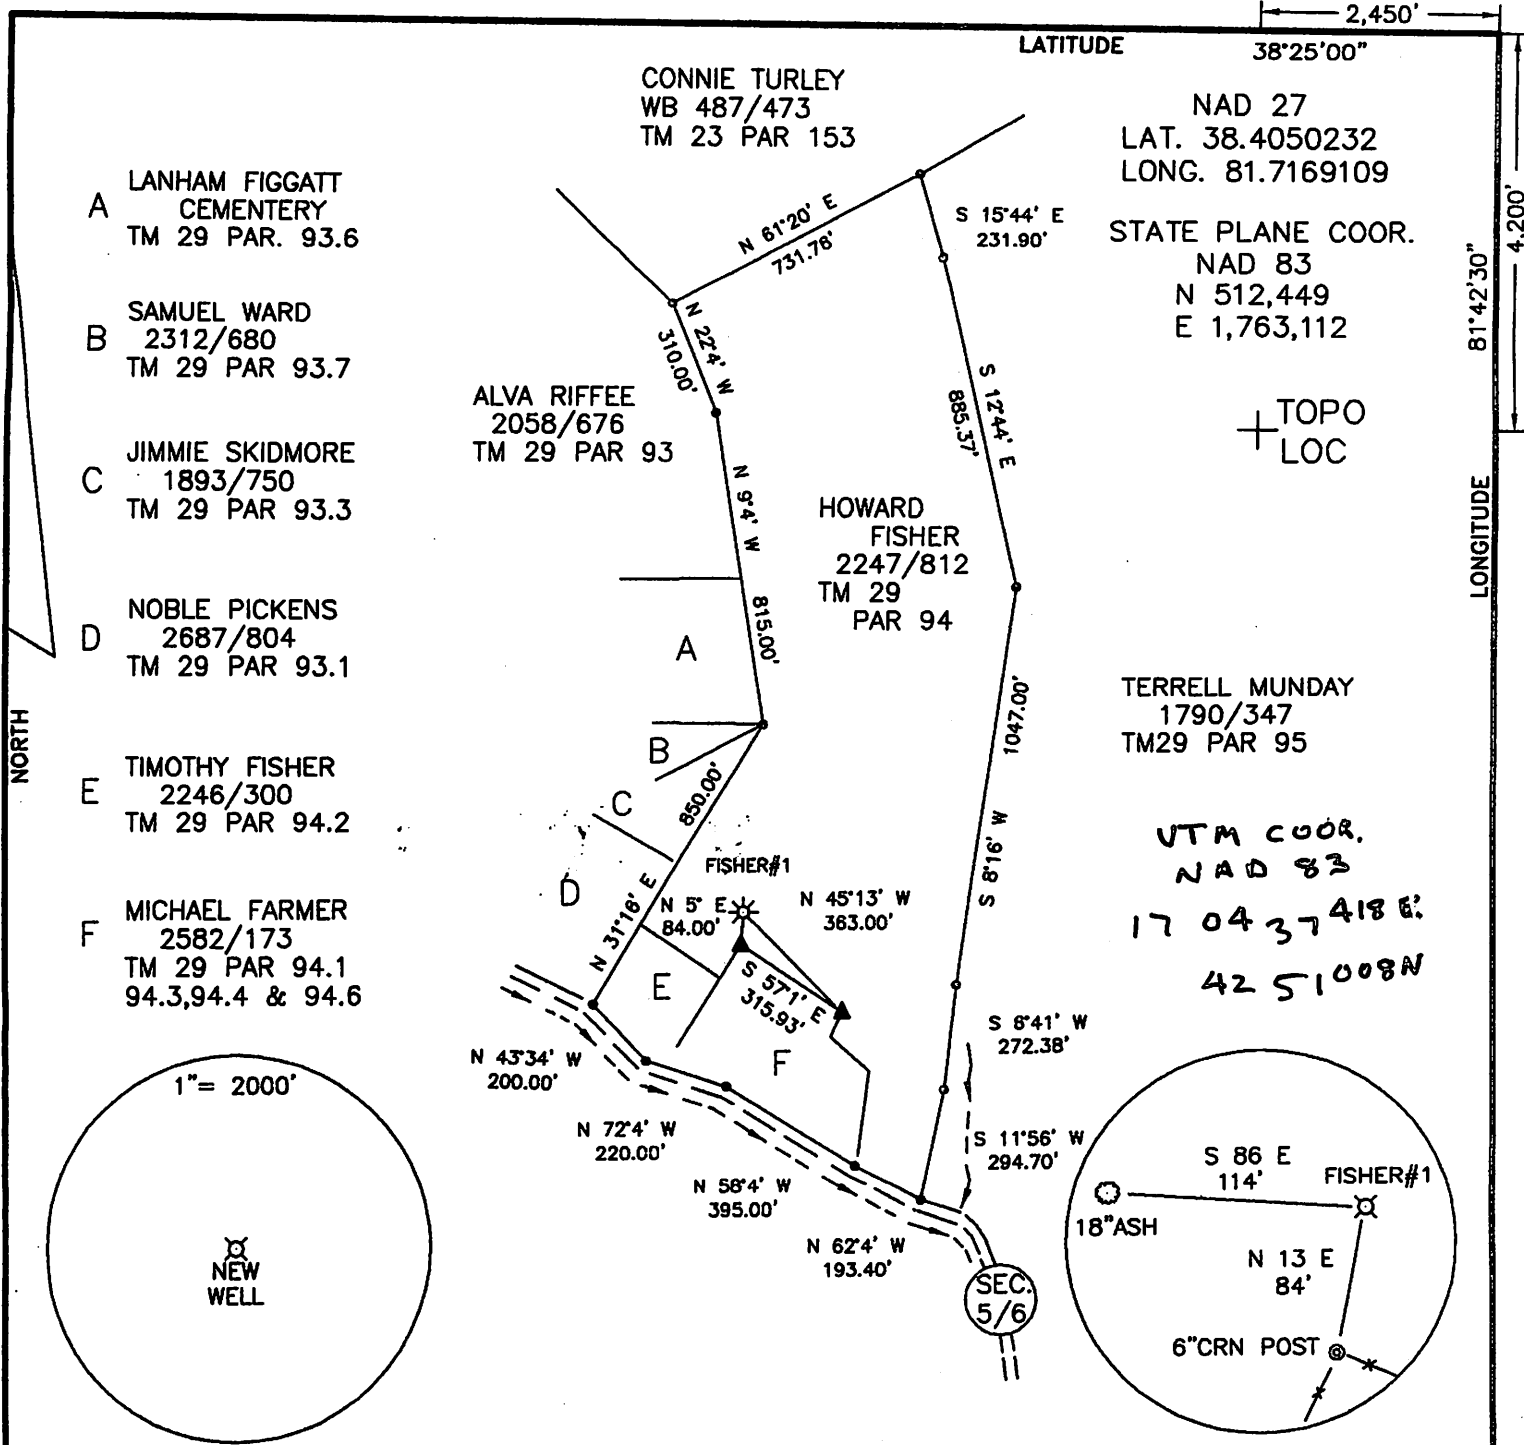 2,450'
LATITUDE
38°25'00"
4,200'
81°42'30"
LONGITUDE
NORTH
CONNIE TURLEY
WB 487/473
TM 23 PAR 153
NAD 27
LAT. 38.4050232
LONG. 81.7169109
STATE PLANE COOR.
NAD 83
N 512,449
E 1,763,112
TOPO
LOC
A
LANHAM FIGGATT
CEMENTERY
TM 29 PAR. 93.6
B
SAMUEL WARD
2312/680
TM 29 PAR 93.7
C
JIMMIE SKIDMORE
1893/750
TM 29 PAR 93.3
D
NOBLE PICKENS
2687/804
TM 29 PAR 93.1
E
TIMOTHY FISHER
2246/300
TM 29 PAR 94.2
F
MICHAEL FARMER
2582/173
TM 29 PAR 94.1
94.3,94.4 & 94.6
N 61°20' E
731.78'
S 15°44' E
231.90'
N 22°4' W
310.00'
ALVA RIFFEE
2058/676
TM 29 PAR 93
S 12°44' E
885.37'
N 9°4' W
815.00'
HOWARD
FISHER
2247/812
TM 29
PAR 94
A
B
C
D
E
F
850.00'
N 31°16' E
1047.00'
S 8°16' W
TERRELL MUNDAY
1790/347
TM29 PAR 95
UTM COOR.
NAD 83
17 04 37 418 E.
42 51 008N
FISHER#1
N 5° E
84.00'
N 45°13' W
363.00'
S 57°1' E
315.93'
N 43°34' W
200.00'
N 72°4' W
220.00'
N 58°4' W
395.00'
N 62°4' W
193.40'
S 6°41' W
272.38'
S 11°56' W
294.70'
SEC.
5/6
1"= 2000'
NEW
WELL
S 86 E
114'
FISHER#1
18"ASH
N 13 E
84'
6"CRN POST